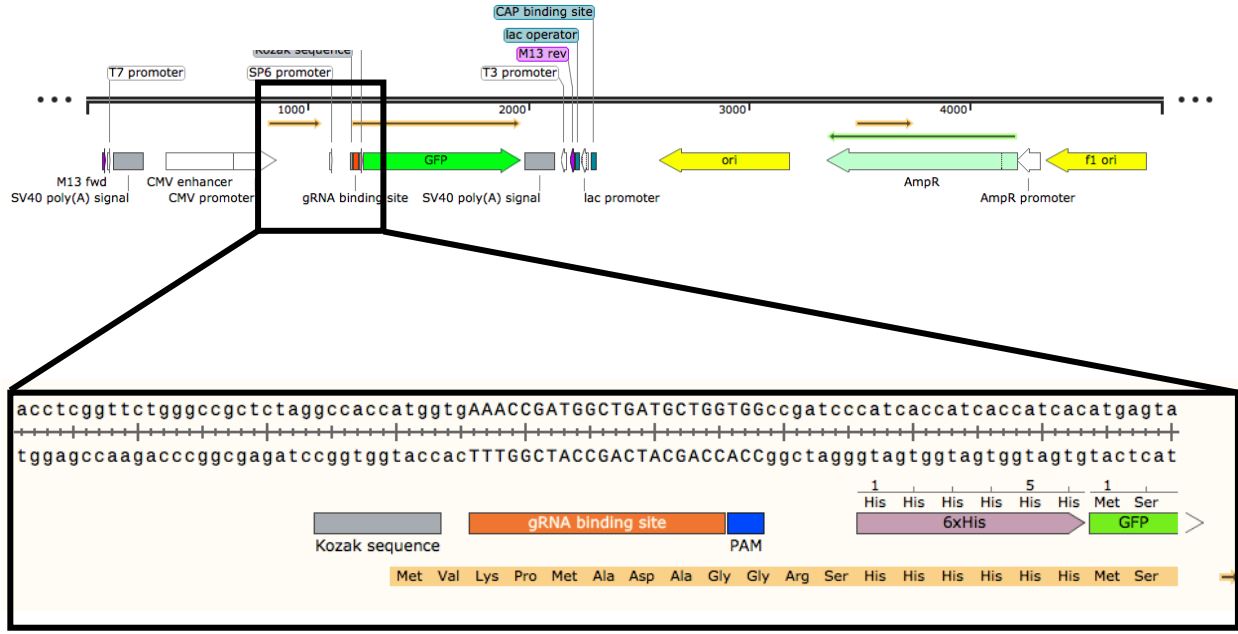 CAP binding site
lac operator
M13 rev
Kozak sequence
T7 promoter
SP6 promoter
T3 promoter
1000
2000
3000
4000
GFP
ori
AmpR
f1 ori
M13 fwd
CMV enhancer
SV40 poly(A) signal
CMV promoter
gRNA binding site
SV40 poly(A) signal
lac promoter
AmpR promoter
acctcggttctgggccgctctaggccaccatggtgAAACCGATGGCTGATGCTGGTGGccgatcccatcaccatcaccatcacatgagta
tggagccaagacccggcgagatccggtggtaccacTTTGGCTACCGACTACGACCACCggctagggtagtggtagtggtagtgtactcat
1 5 1
His His His His His His Met Ser
gRNA binding site 6xHis GFP
Kozak sequence PAM
Met Val Lys Pro Met Ala Asp Ala Gly Gly Arg Ser His His His His His His Met Ser